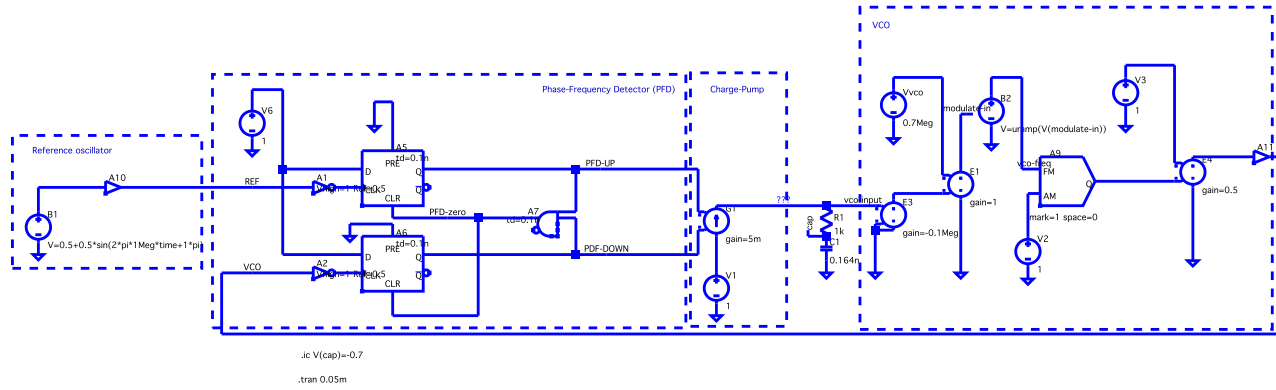 VCO
Phase-Frequency Detector (PFD)
Charge-Pump
Reference oscillator
V6
1
A5
td=0.1n
PRE
D
Q
Q
CLK
CLR
A10
REF
A1
PFD-UP
B1
V=0.5+0.5*sin(2*pi*1Meg*time+1*pi)
PFD-zero
A7
td=0.1n
A6
td=0.1n
PRE
D
Q
Q
CLK
CLR
PDF-DOWN
VCO
A2
G1
gain=5m
V1
1
???
cap
R1
1k
C1
0.164n
vco-input
E3
gain=-0.1Meg
Vvco
0.7Meg
modulate-in
B2
V=uramp(V(modulate-in))
E1
gain=1
vco-freq
A9
FM
AM
Q
mark=1 space=0
V2
1
V3
1
E4
gain=0.5
A11
.ic V(cap)=-0.7
.tran 0.05m